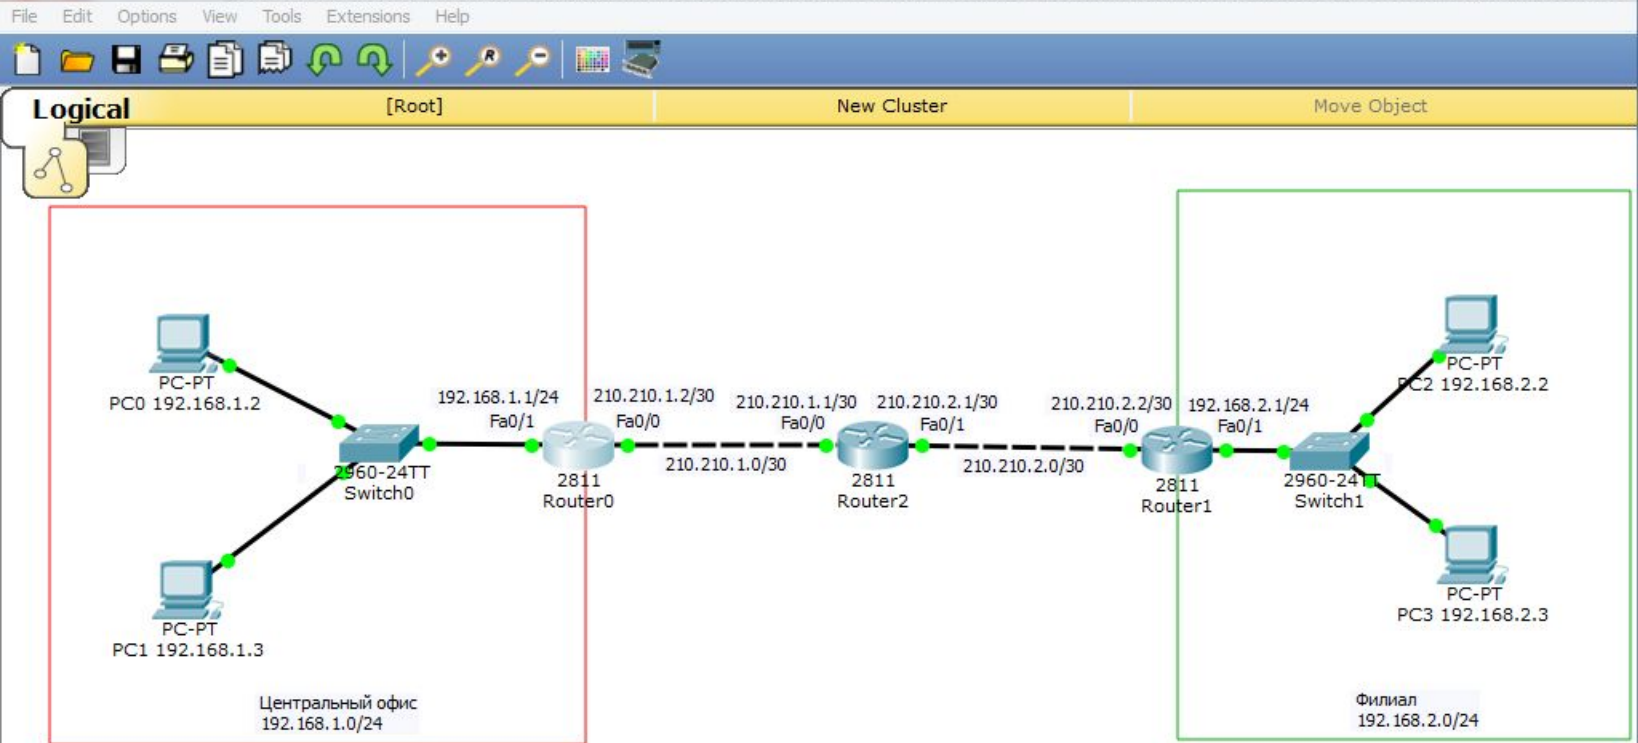 File Edit Options View Tools Extensions Help
R
Logical
[Root]
New Cluster
Move Object
PC-PT
PC0 192.168.1.2
2960-24TT
Switch0
PC-PT
PC1 192.168.1.3
Центральный офис
192.168.1.0/24
192.168.1.1/24
Fa0/1
210.210.1.2/30
Fa0/0
2811
Router0
210.210.1.0/30
210.210.1.1/30
Fa0/0
210.210.2.1/30
Fa0/1
2811
Router2
210.210.2.0/30
210.210.2.2/30
Fa0/0
192.168.2.1/24
Fa0/1
2811
Router1
2960-24TT
Switch1
PC-PT
PC2 192.168.2.2
PC-PT
PC3 192.168.2.3
Филиал
192.168.2.0/24